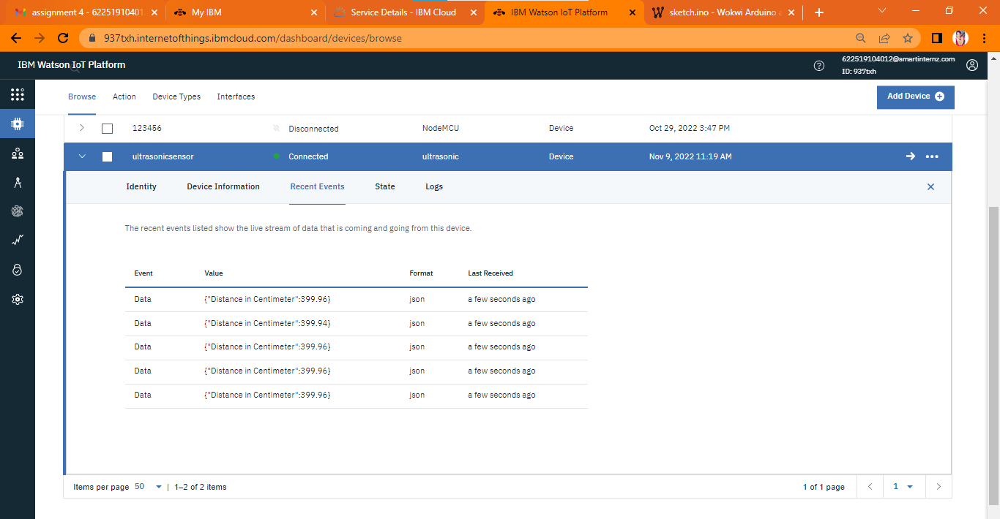 assignment 4 - 62251910401
My IBM
Service Details - IBM Cloud
IBM Watson IoT Platform
sketch.ino - Wokwi Arduino a
937txh.internetofthings.ibmcloud.com/dashboard/devices/browse
IBM Watson IoT Platform
622519104012@smartinternz.com
ID: 937txh
Browse
Action
Device Types
Interfaces
Add Device
123456
Disconnected
NodeMCU
Device
Oct 29, 2022 3:47 PM
ultrasonicsensor
Connected
ultrasonic
Device
Nov 9, 2022 11:19 AM
Identity
Device Information
Recent Events
State
Logs
The recent events listed show the live stream of data that is coming and going from this device.
Event Value Format Last Received
Data {"Distance in Centimeter":399.96} json a few seconds ago
Data {"Distance in Centimeter":399.94} json a few seconds ago
Data {"Distance in Centimeter":399.96} json a few seconds ago
Data {"Distance in Centimeter":399.96} json a few seconds ago
Data {"Distance in Centimeter":399.96} json a few seconds ago
Items per page 50 | 1–2 of 2 items
1 of 1 page
1